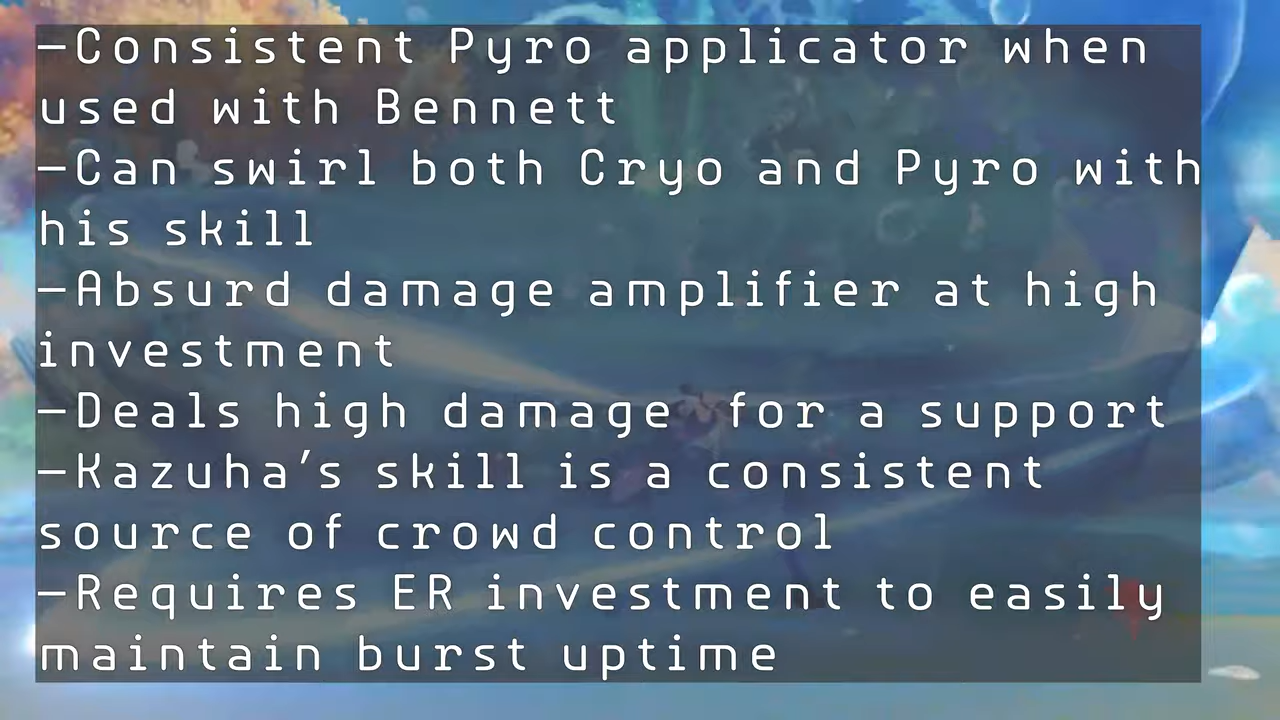 –Consistent Pyro applicator when
used with Bennett
–Can swirl both Cryo and Pyro with
his skill
–Absurd damage amplifier at high
investment
–Deals high damage for a support
–Kazuha's skill is a consistent
source of crowd control
–Requires ER investment to easily
maintain burst uptime